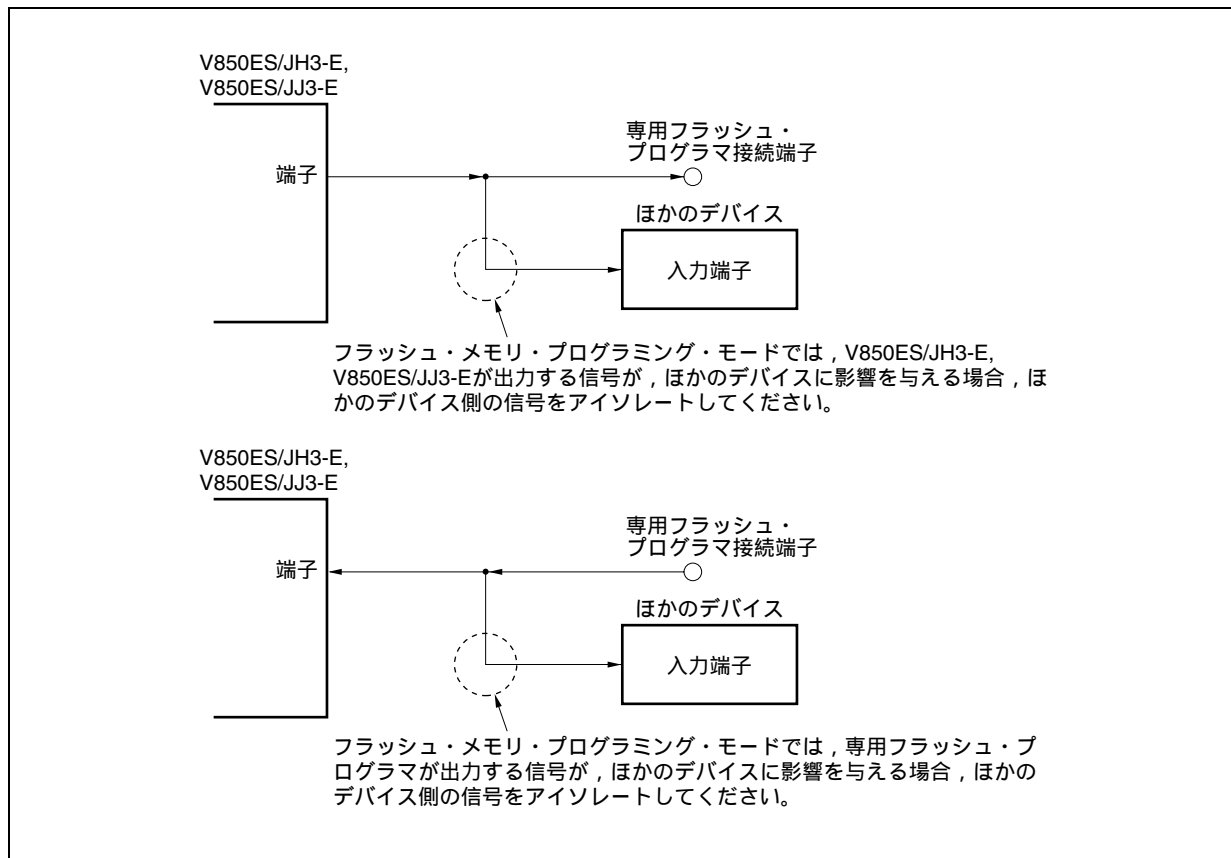 V850ES/JH3-E,
V850ES/JJ3-E
専用フラッシュ・
プログラマ接続端子
端子
ほかのデバイス
入力端子
フラッシュ・メモリ・プログラミング・モードでは，V850ES/JH3-E,
V850ES/JJ3-Eが出力する信号が，ほかのデバイスに影響を与える場合，ほ
かのデバイス側の信号をアイソレートしてください。
V850ES/JH3-E,
V850ES/JJ3-E
専用フラッシュ・
プログラマ接続端子
端子
ほかのデバイス
入力端子
フラッシュ・メモリ・プログラミング・モードでは，専用フラッシュ・プ
ログラマが出力する信号が，ほかのデバイスに影響を与える場合，ほかの
デバイス側の信号をアイソレートしてください。